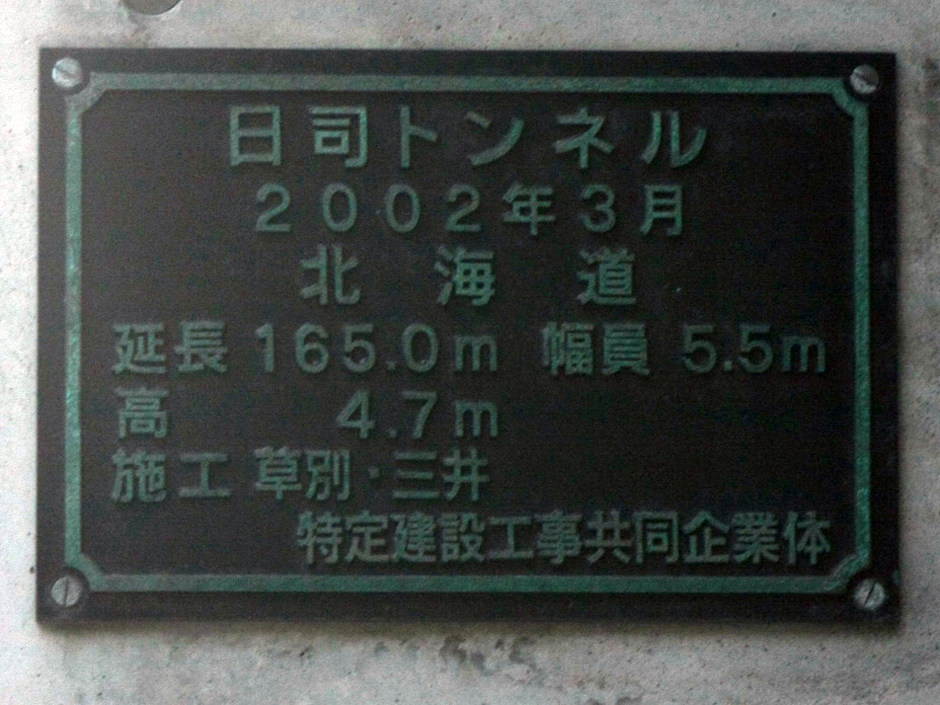 日司トンネル
2002年3月
北海道
延長 165.0m 幅員 5.5m
高 4.7m
施工 草別・三井
特定建設工事共同企業体